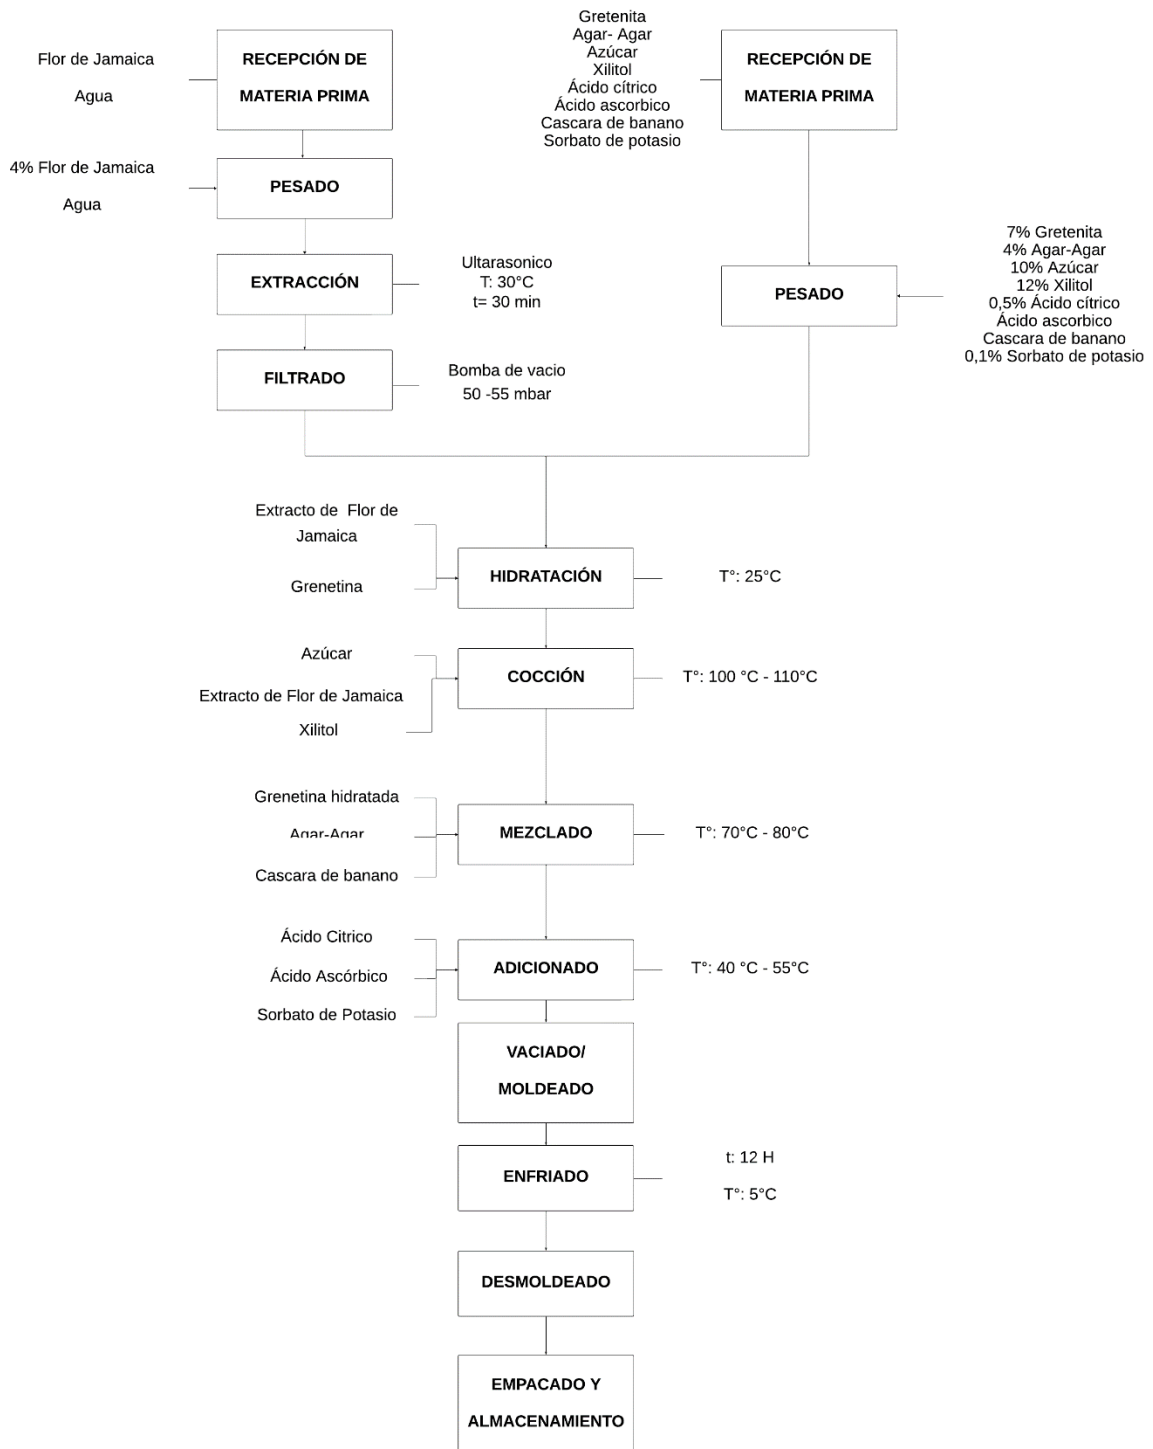 Flor de Jamaica
Agua
RECEPCIÓN DE
MATERIA PRIMA
4% Flor de Jamaica
Agua
PESADO
EXTRACCIÓN
Ultarasonico
T: 30°C
t= 30 min
FILTRADO
Bomba de vacio
50 -55 mbar
Gretenita
Agar- Agar
Azúcar
Xilitol
Ácido cítrico
Ácido ascorbico
Cascara de banano
Sorbato de potasio
RECEPCIÓN DE
MATERIA PRIMA
PESADO
7% Gretenita
4% Agar-Agar
10% Azúcar
12% Xilitol
0,5% Ácido cítrico
Ácido ascorbico
Cascara de banano
0,1% Sorbato de potasio
Extracto de Flor de
Jamaica
Grenetina
HIDRATACIÓN
T°: 25°C
Azúcar
Extracto de Flor de Jamaica
Xilitol
COCCIÓN
T°: 100 °C - 110°C
Grenetina hidratada
Agar-Agar
Cascara de banano
MEZCLADO
T°: 70°C - 80°C
Ácido Citrico
Ácido Ascórbico
Sorbato de Potasio
ADICIONADO
T°: 40 °C - 55°C
VACIADO/
MOLDEADO
ENFRIADO
t: 12 H
T°: 5°C
DESMOLDEADO
EMPACADO Y
ALMACENAMIENTO